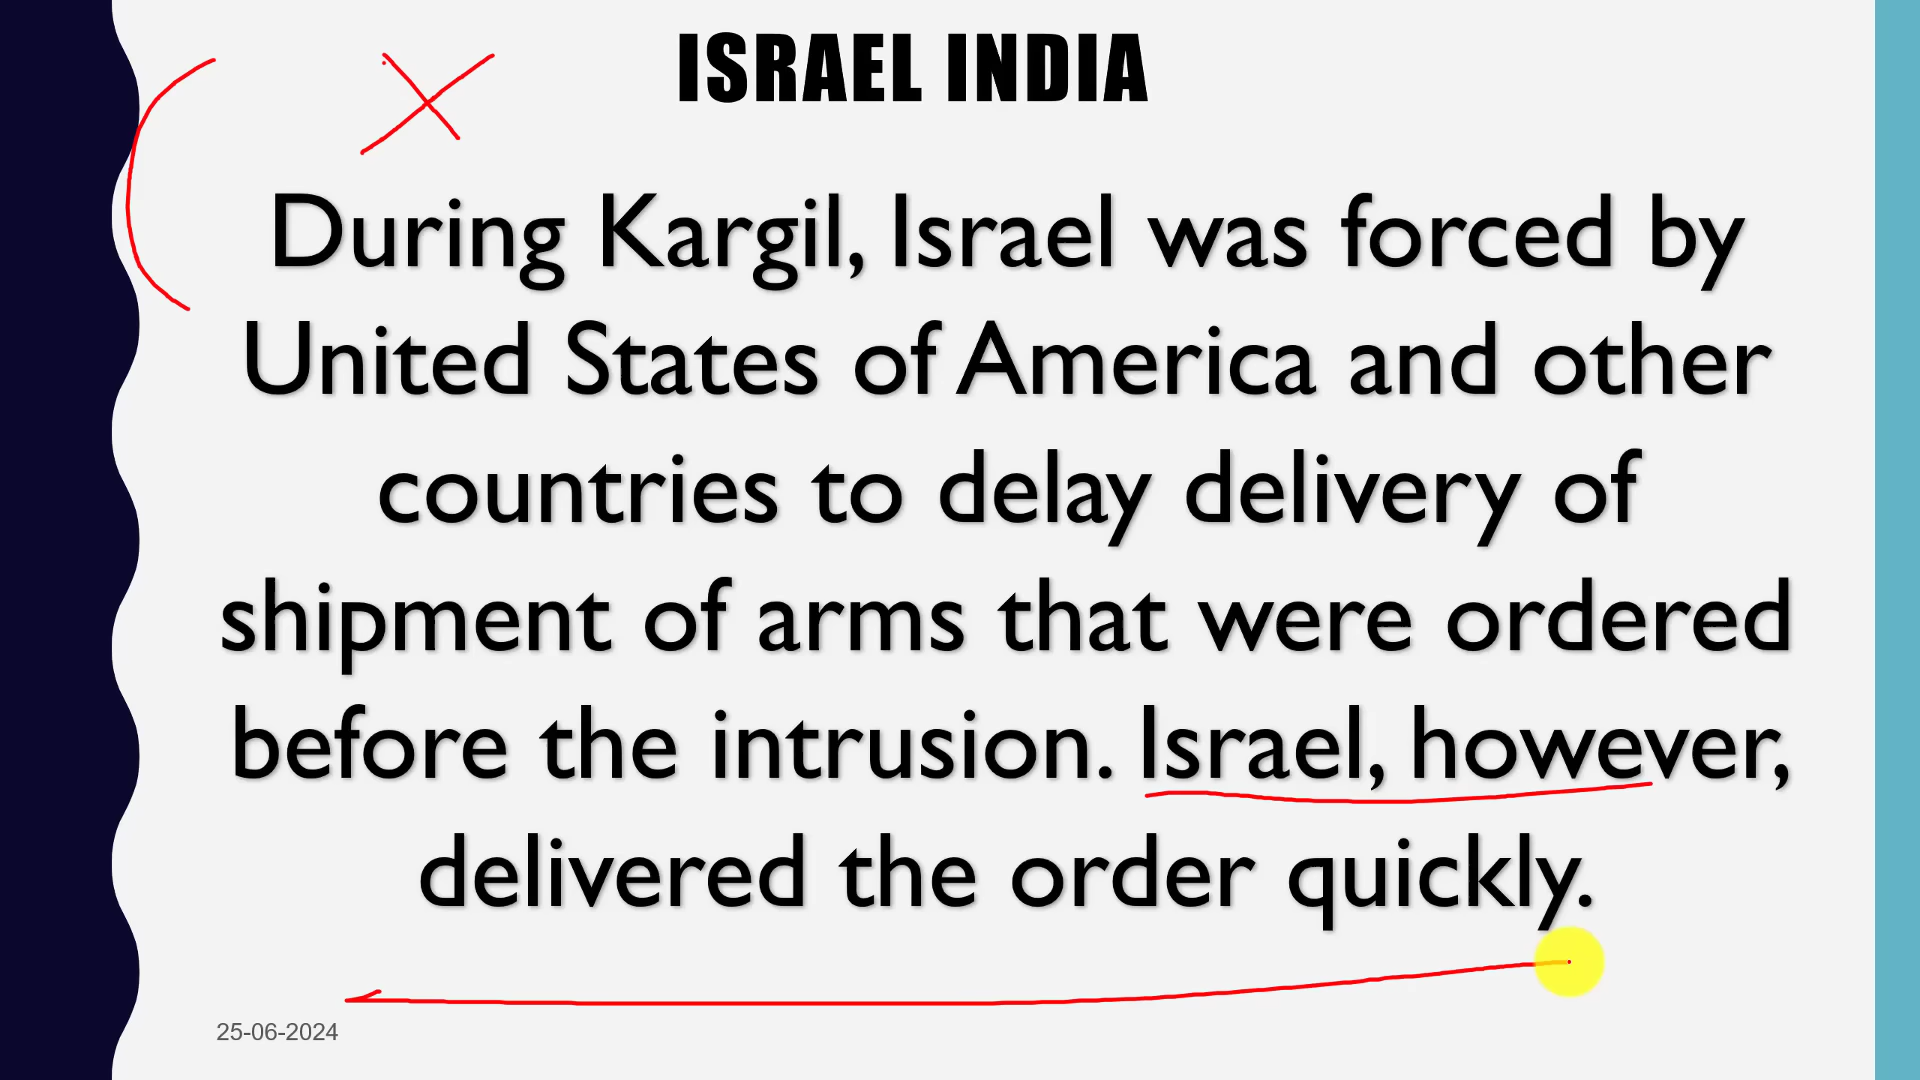 ISRAEL INDIA
During Kargil, Israel was forced by
United States of America and other
countries to delay delivery of
shipment of arms that were ordered
before the intrusion. Israel, however,
delivered the order quickly.
25-06-2024